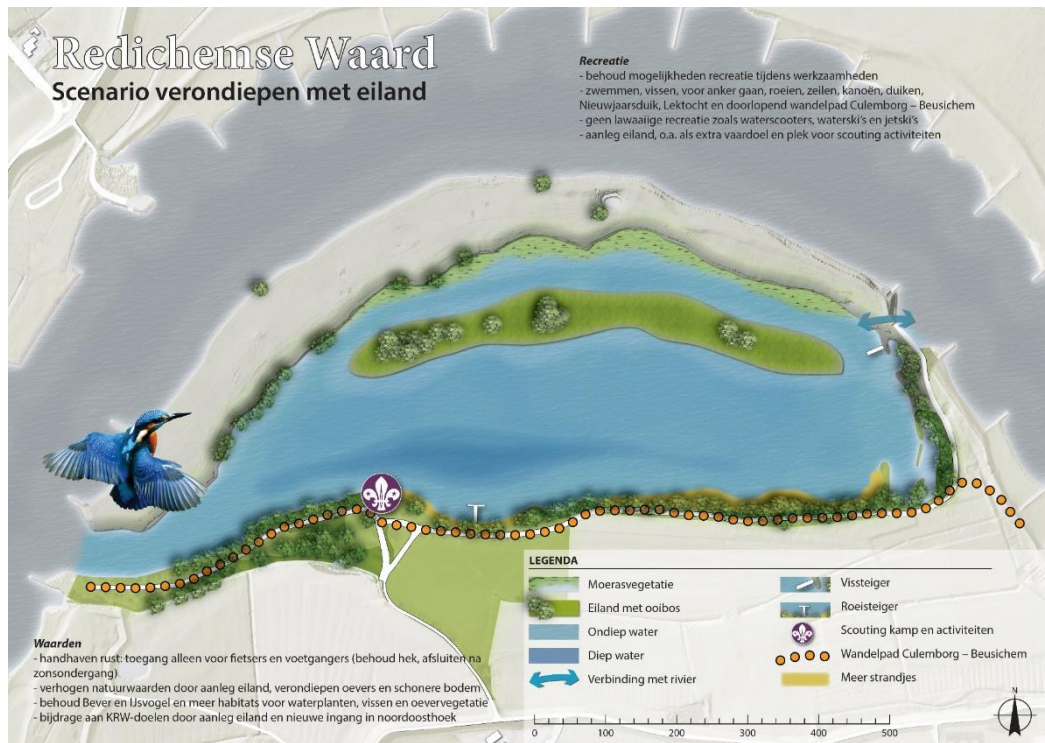 Redichemse Waard
Scenario verondiepen met eiland
Recreatie
- behoud mogelijkheden recreatie tijdens werkzaamheden
- zwemmen, vissen, voor anker gaan, roeien, zeilen, kanoën, duiken,
Nieuwjaarsduik, Lektocht en doorlopend wandelpad Culemborg – Beusichem
- geen lawaaiige recreatie zoals waterscooters, waterski's en jetski's
- aanleg eiland, o.a. als extra vaardoel en plek voor scouting activiteiten
Waarden
- handhaven rust: toegang alleen voor fietsers en voetgangers (behoud hek, afsluiten na
zonsondergang)
- verhogen natuurwaarden door aanleg eiland, verondiepen oevers en schonere bodem
- behoud Bever en IJsvogel en meer habitats voor waterplanten, vissen en oevervegetatie
- bijdrage aan KRW-doelen door aanleg eiland en nieuwe ingang in noordoosthoek
LEGENDA
Moerasvegetatie
Eiland met ooibos
Ondiep water
Diep water
Verbinding met rivier
Vissteiger
Roeisteiger
Scouting kamp en activiteiten
Wandelpad Culemborg – Beusichem
Meer strandjes
0 100 200 300 400 500
N